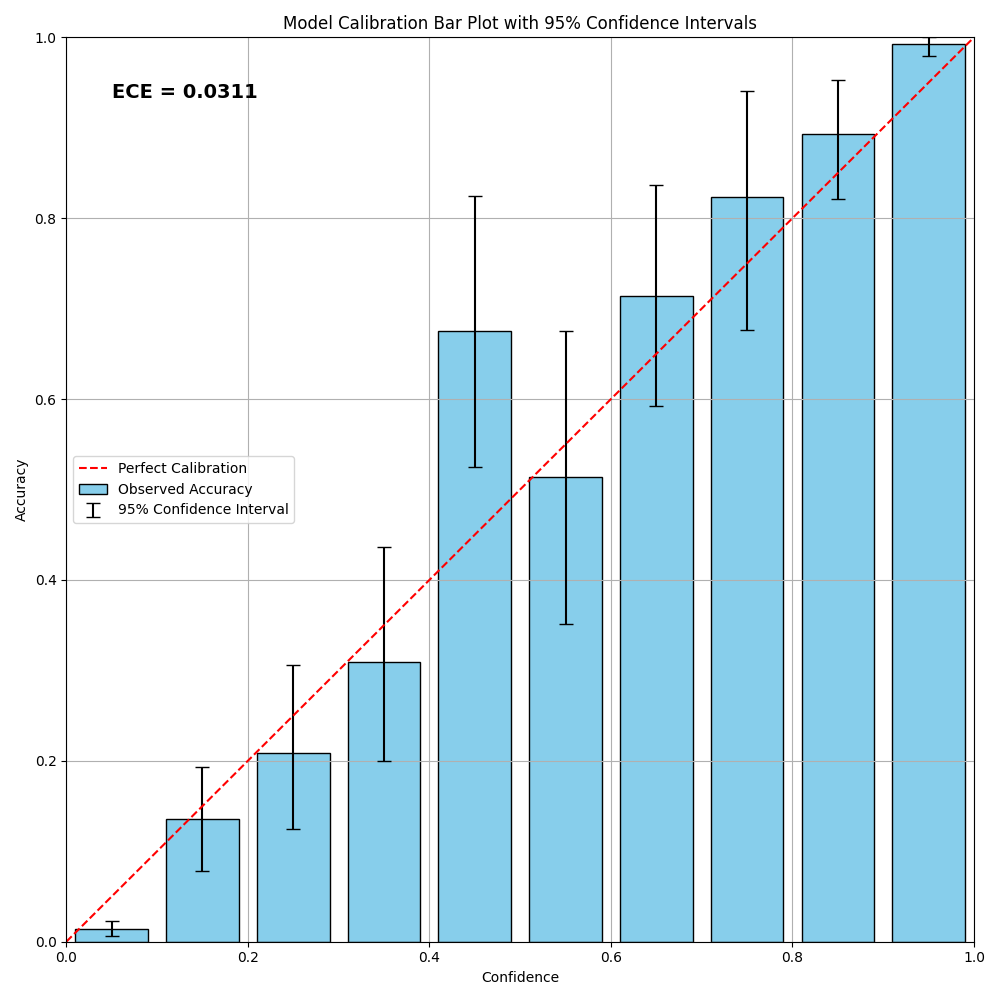 Model Calibration Bar Plot with 95% Confidence Intervals
1.0
ECE = 0.0311
0.8
0.6
Accuracy
Perfect Calibration
Observed Accuracy
95% Confidence Interval
0.4
0.2
0.0
0.0 0.2 0.4 0.6 0.8 1.0
Confidence